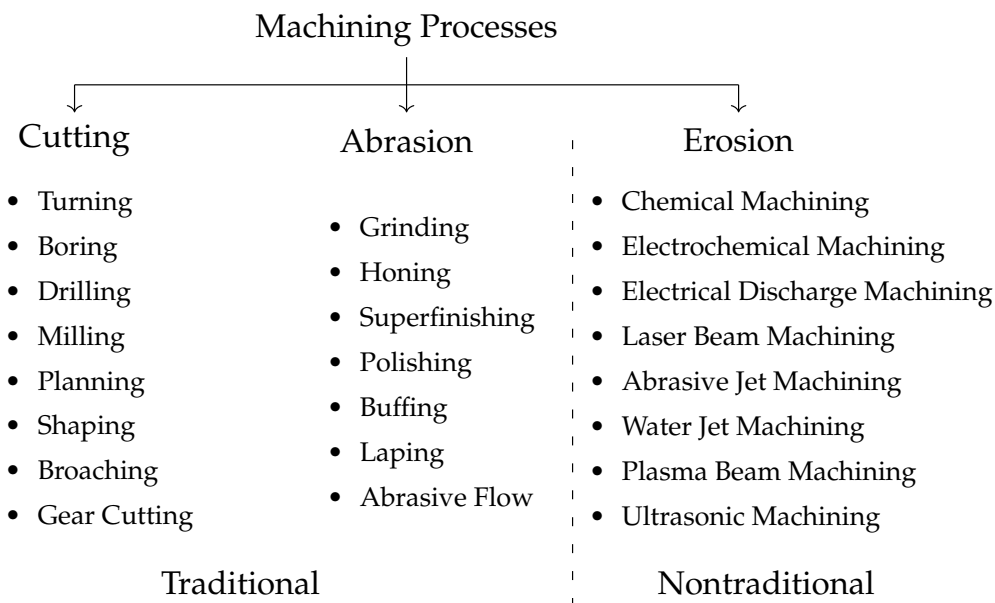 Machining Processes
Cutting
• Turning
• Boring
• Drilling
• Milling
• Planning
• Shaping
• Broaching
• Gear Cutting
Abrasion
• Grinding
• Honing
• Superfinishing
• Polishing
• Buffing
• Laping
• Abrasive Flow
Erosion
• Chemical Machining
• Electrochemical Machining
• Electrical Discharge Machining
• Laser Beam Machining
• Abrasive Jet Machining
• Water Jet Machining
• Plasma Beam Machining
• Ultrasonic Machining
Traditional
Nontraditional